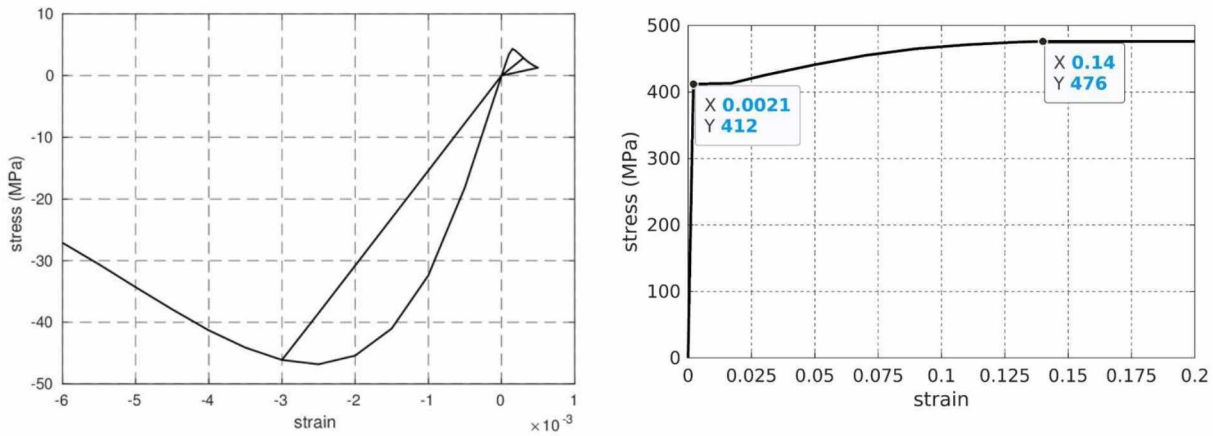 10
0
-10
-20
-30
-40
-50
stress (MPa)
-6 -5 -4 -3 -2 -1 0 1
strain
×10⁻³
500
400
300
200
100
0
stress (MPa)
X 0.0021
Y 412
X 0.14
Y 476
0 0.025 0.05 0.075 0.1 0.125 0.15 0.175 0.2
strain